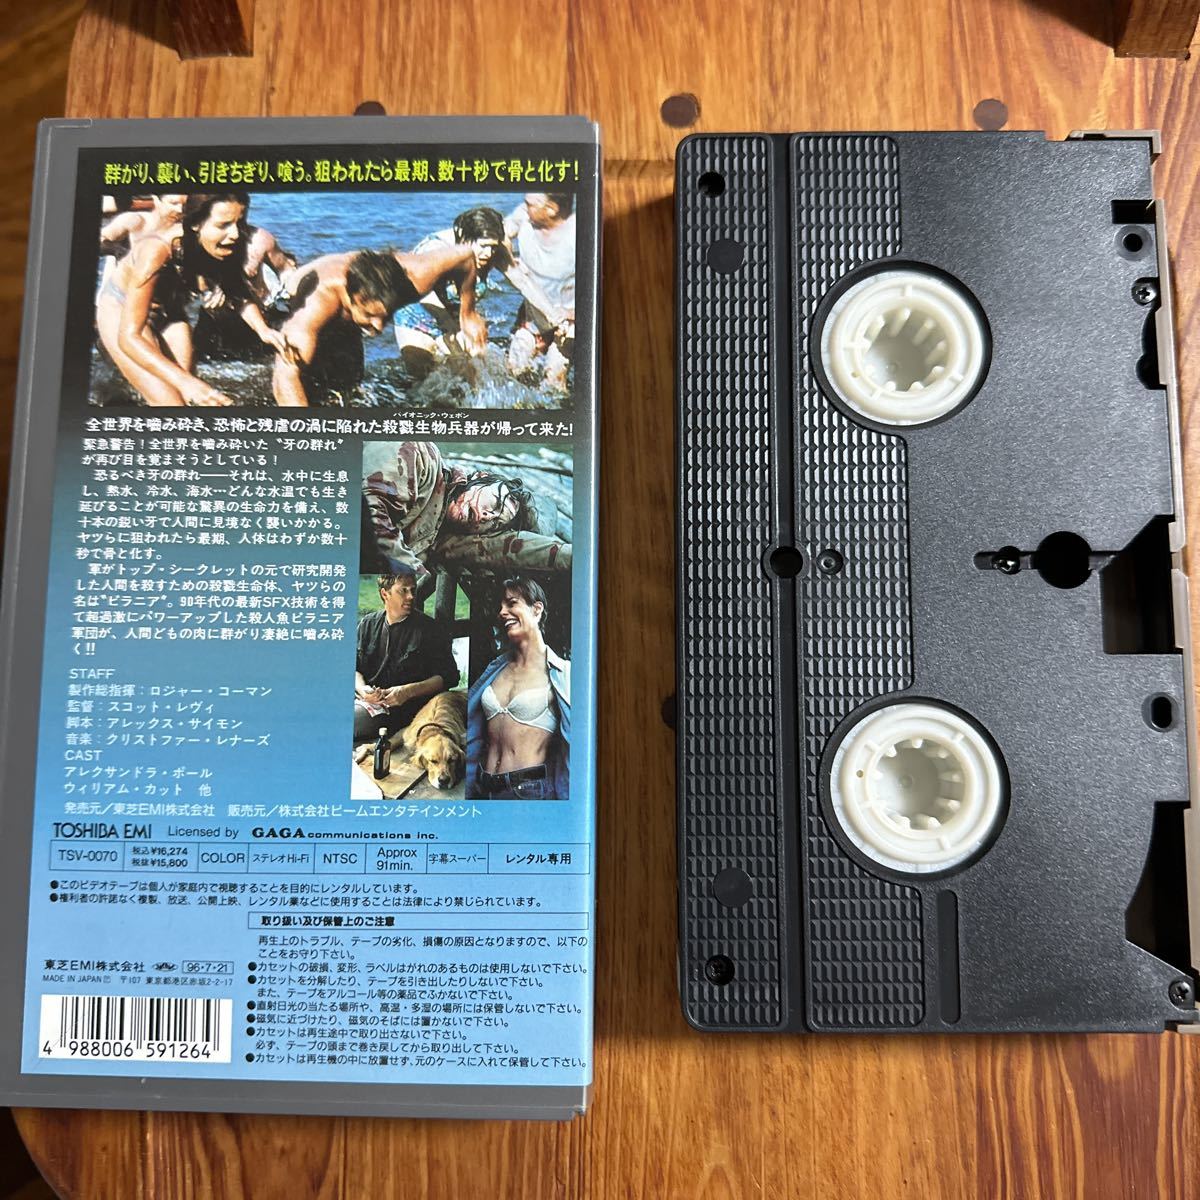 群がり、襲い、引きちぎり、喰う。狙われたら最期、数十秒で骨と化す！
バイオニック・ウェポン
全世界を嚙み砕き、恐怖と残虐の渦に陥れた殺戮生物兵器が帰って来た！
緊急警告！全世界を嚙み砕いた〝牙の群れ〟
が再び目を覚まそうとしている！
恐るべき牙の群れ——それは、水中に生息
し、熱水、冷水、海水…どんな水温でも生き
延びることが可能な驚異の生命力を備え、数
十本の鋭い牙で人間に見境なく襲いかかる。
ヤツらに狙われたら最期、人体はわずか数十
秒で骨と化す。
軍がトップ・シークレットの元で研究開発
した人間を殺すための殺戮生命体、ヤツらの
名は〝ピラニア〟。90年代の最新SFX技術を得
て超過激にパワーアップした殺人魚ピラニア
軍団が、人間どもの肉に群がり凄絶に嚙み砕
く!!
STAFF
製作総指揮：ロジャー・コーマン
監督：スコット・レヴィ
脚本：アレックス・サイモン
音楽：クリストファー・レナーズ
CAST
アレクサンドラ・ポール
ウィリアム・カット 他
発売元／東芝EMI株式会社 販売元／株式会社ビームエンタテインメント
TOSHIBA EMI Licensed by GAGA communications inc.
TSV-0070 税込¥16,274 税抜¥15,800 COLOR ステレオHi-Fi NTSC Approx 91min. 字幕スーパー レンタル専用
●このビデオテープは個人が家庭内で視聴することを目的にレンタルしています。
●権利者の許諾なく複製、放送、公開上映、レンタル業などに使用することは法律により禁じられています。
取り扱い及び保管上のご注意
再生上のトラブル、テープの劣化、損傷の原因となりますので、以下の
ことをお守り下さい。
●カセットの破損、変形、ラベルはがれのあるものは使用しないで下さい。
●カセットを分解したり、テープを引き出したりしないで下さい。
また、テープをアルコール等の薬品でふかないで下さい。
●直射日光の当たる場所や、高温・多湿の場所には保管しないで下さい。
●磁気に近づけたり、磁気のそばには置かないで下さい。
●カセットは再生途中で取り出さないで下さい。
必ず、テープの頭まで巻き戻してから取り出して下さい。
●カセットは再生機の中に放置せず、元のケースに入れて保管して下さい。
東芝EMI株式会社 96・7・21
MADE IN JAPAN 〒107 東京都港区赤坂2-2-17
4 988006 591264